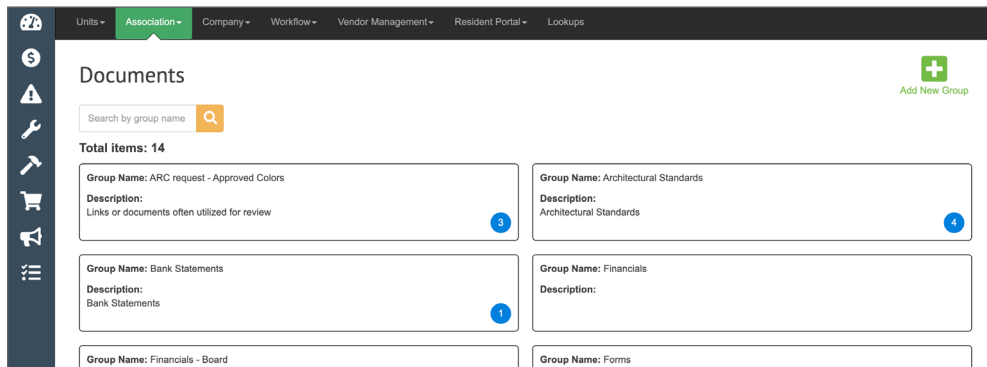 Units
Association
Company
Workflow
Vendor Management
Resident Portal
Lookups
Documents
Add New Group
Search by group name
Total items: 14
Group Name: ARC request - Approved Colors
Description:
Links or documents often utilized for review
3
Group Name: Architectural Standards
Description:
Architectural Standards
4
Group Name: Bank Statements
Description:
Bank Statements
1
Group Name: Financials
Description:
Group Name: Financials - Board
Group Name: Forms